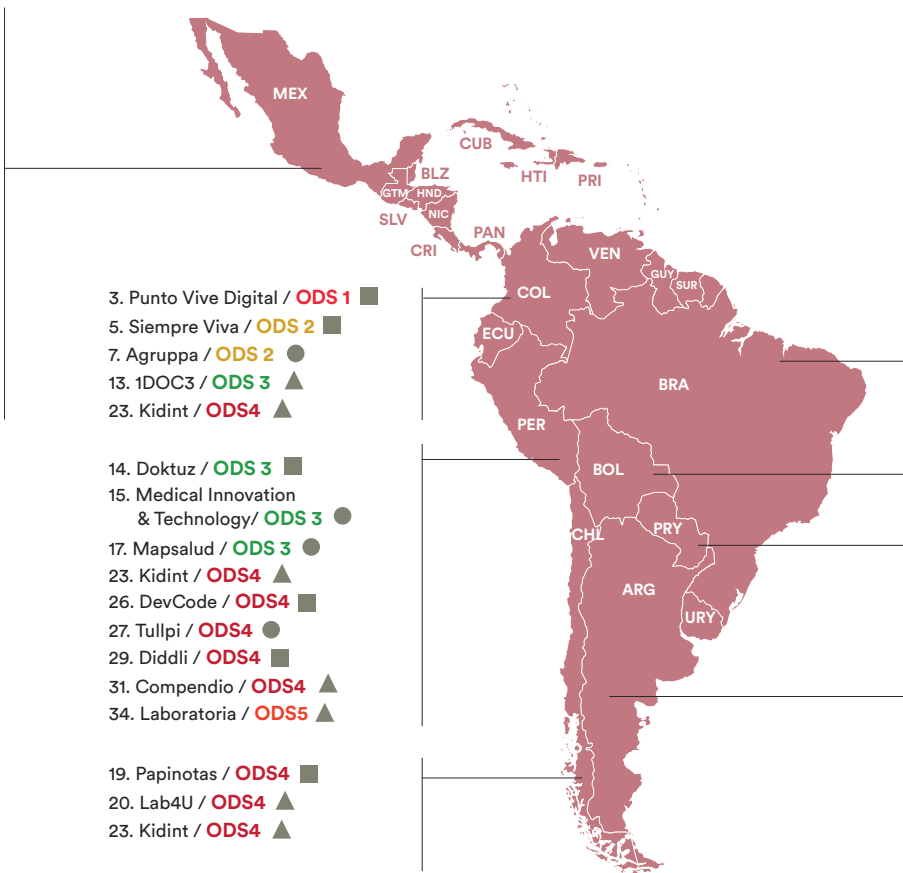 MEX
CUB
BLZ
HTI
PRI
GTM
HND
SLV
NIC
CRI
PAN
VEN
GUY
SUR
COL
ECU
BRA
PER
BOL
CHL
PRY
ARG
URY
3. Punto Vive Digital / ODS 1
5. Siempre Viva / ODS 2
7. Agruppa / ODS 2
13. 1DOC3 / ODS 3
23. Kidint / ODS4
14. Doktuz / ODS 3
15. Medical Innovation
& Technology/ ODS 3
17. Mapsalud / ODS 3
23. Kidint / ODS4
26. DevCode / ODS4
27. Tullpi / ODS4
29. Diddli / ODS4
31. Compendio / ODS4
34. Laboratoria / ODS5
19. Papinotas / ODS4
20. Lab4U / ODS4
23. Kidint / ODS4